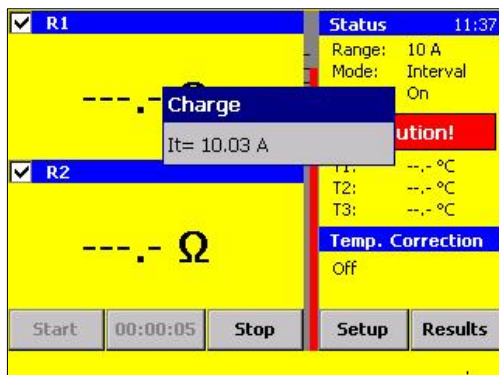 R1
---.- Ω
Charge
It= 10.03 A
R2
---.- Ω
Start 00:00:05 Stop
Status 11:37
Range: 10 A
Mode: Interval
On
ution!
T1: --.- °C
T2: --.- °C
T3: --.- °C
Temp. Correction
Off
Setup Results